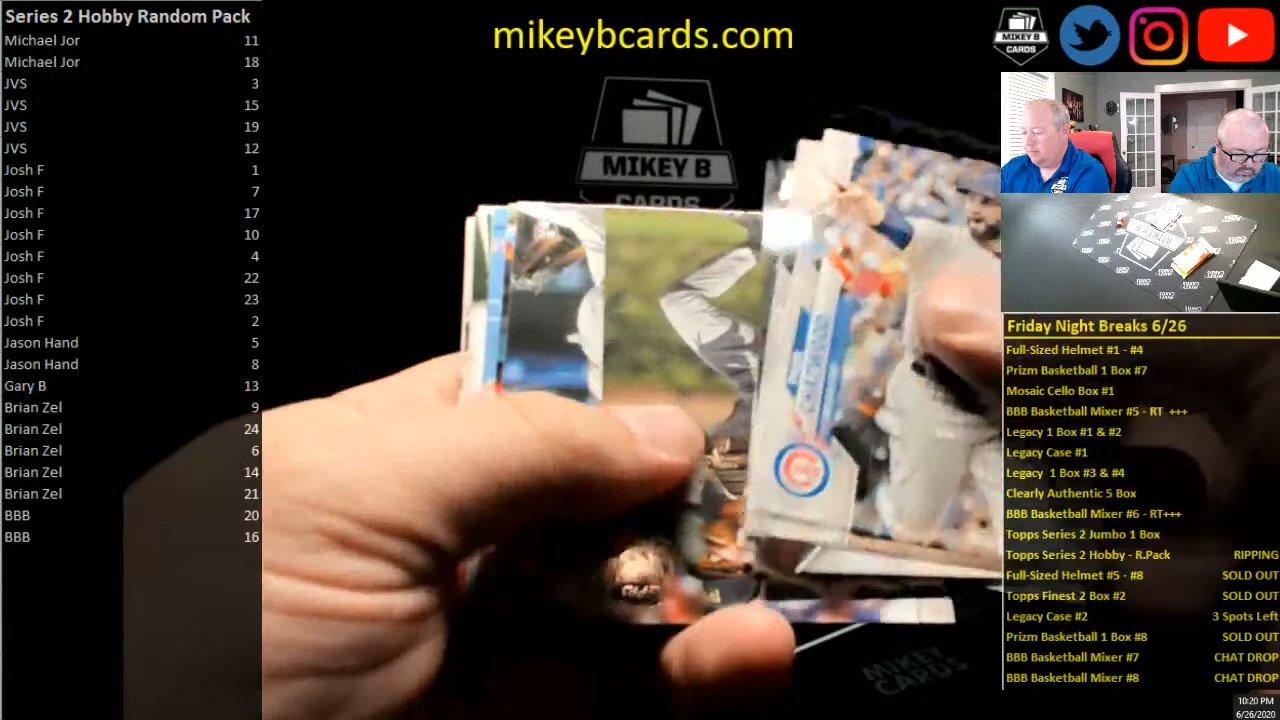 Series 2 Hobby Random Pack
Michael Jor 11
Michael Jor 18
JVS 3
JVS 15
JVS 19
JVS 12
Josh F 1
Josh F 7
Josh F 17
Josh F 10
Josh F 4
Josh F 22
Josh F 23
Josh F 2
Jason Hand 5
Jason Hand 8
Gary B 13
Brian Zel 9
Brian Zel 24
Brian Zel 6
Brian Zel 14
Brian Zel 21
BBB 20
BBB 16
mikeybcards.com
MIKEY B
CARDS
MIKEY B
CARDS
MIKEY
CARDS
Friday Night Breaks 6/26
Full-Sized Helmet #1 - #4
Prizm Basketball 1 Box #7
Mosaic Cello Box #1
BBB Basketball Mixer #5 - RT +++
Legacy 1 Box #1 & #2
Legacy Case #1
Legacy 1 Box #3 & #4
Clearly Authentic 5 Box
BBB Basketball Mixer #6 - RT+++
Topps Series 2 Jumbo 1 Box
Topps Series 2 Hobby - R.Pack RIPPING
Full-Sized Helmet #5 - #8 SOLD OUT
Topps Finest 2 Box #2 SOLD OUT
Legacy Case #2 3 Spots Left
Prizm Basketball 1 Box #8 SOLD OUT
BBB Basketball Mixer #7 CHAT DROP
BBB Basketball Mixer #8 CHAT DROP
10:20 PM
6/26/2020